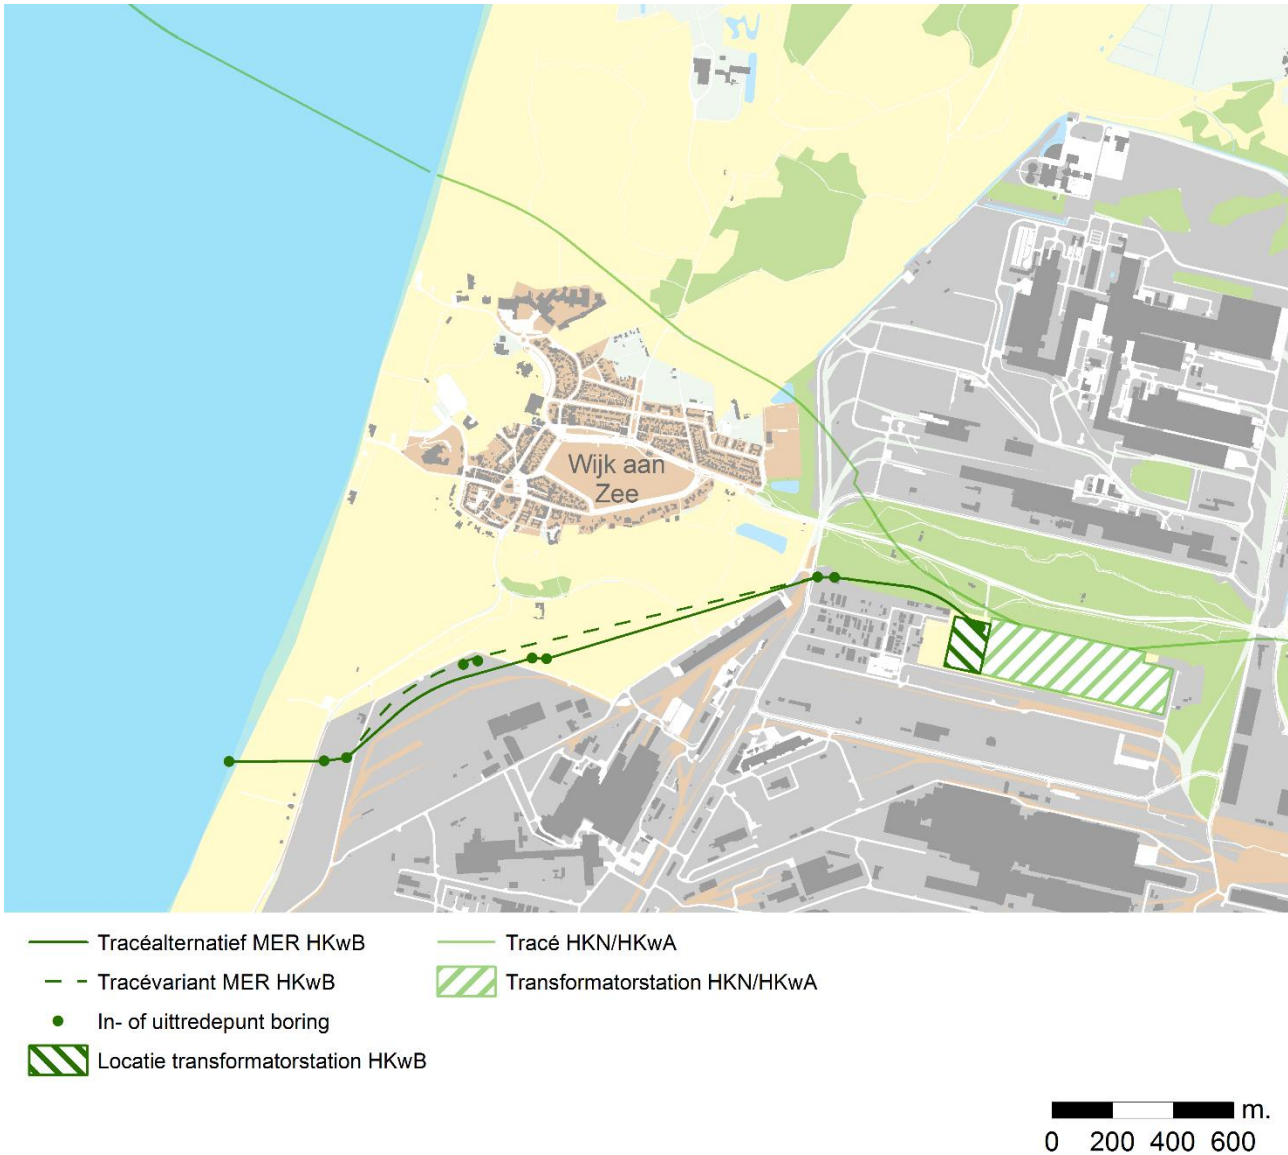 Wijk aan
Zee
Tracéalternatief MER HKwB
Tracévariant MER HKwB
In- of uittredepunt boring
Locatie transformatorstation HKwB
Tracé HKN/HKwA
Transformatorstation HKN/HKwA
m.
0 200 400 600